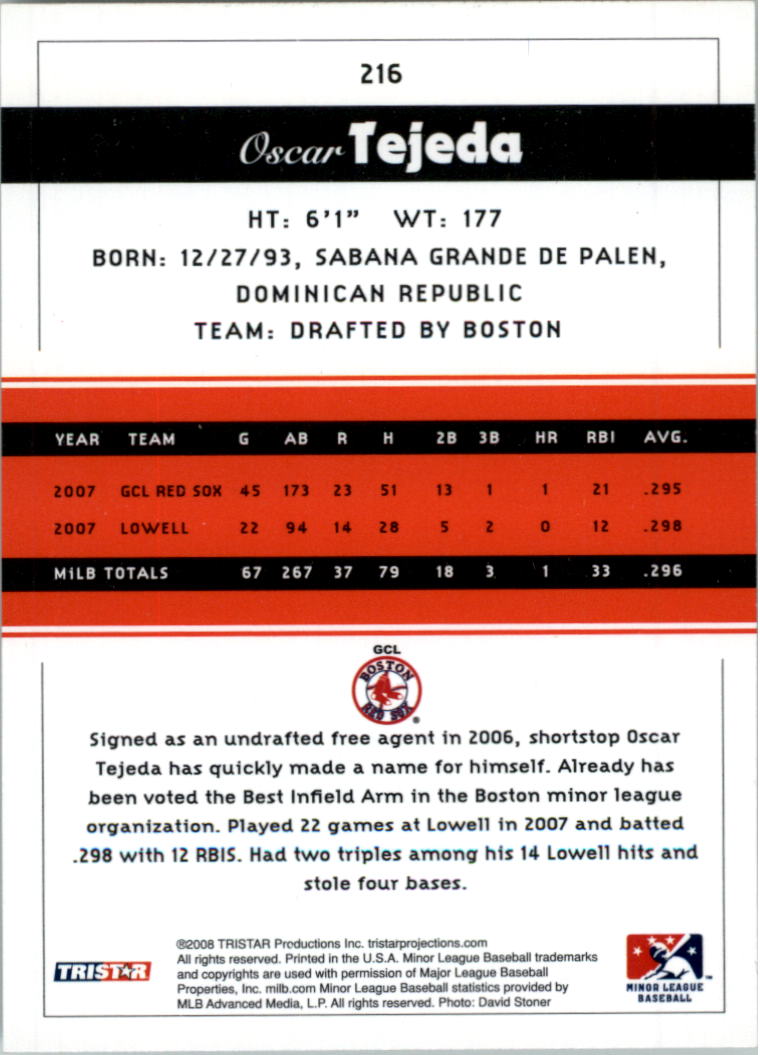 216
Oscar Tejeda
HT: 6'1" WT: 177
BORN: 12/27/93, SABANA GRANDE DE PALEN,
DOMINICAN REPUBLIC
TEAM: DRAFTED BY BOSTON
YEAR TEAM G AB R H 2B 3B HR RBI AVG.
2007 GCL RED SOX 45 173 23 51 13 1 1 21 .295
2007 LOWELL 22 94 14 28 5 2 0 12 .298
MiLB TOTALS 67 267 37 79 18 3 1 33 .296
GCL
BOSTON
RED SOX
®
Signed as an undrafted free agent in 2006, shortstop Oscar
Tejeda has quickly made a name for himself. Already has
been voted the Best Infield Arm in the Boston minor league
organization. Played 22 games at Lowell in 2007 and batted
.298 with 12 RBIS. Had two triples among his 14 Lowell hits and
stole four bases.
TRISTAR
©2008 TRISTAR Productions Inc. tristarprojections.com
All rights reserved. Printed in the U.S.A. Minor League Baseball trademarks
and copyrights are used with permission of Major League Baseball
Properties, Inc. milb.com Minor League Baseball statistics provided by
MLB Advanced Media, L.P. All rights reserved. Photo: David Stoner
MINOR LEAGUE
BASEBALL
™